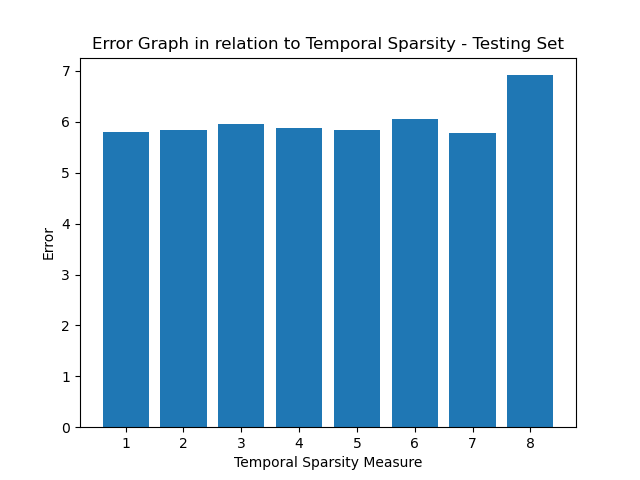 Error Graph in relation to Temporal Sparsity - Testing Set
7
6
5
4
3
2
1
0
Error
1 2 3 4 5 6 7 8
Temporal Sparsity Measure